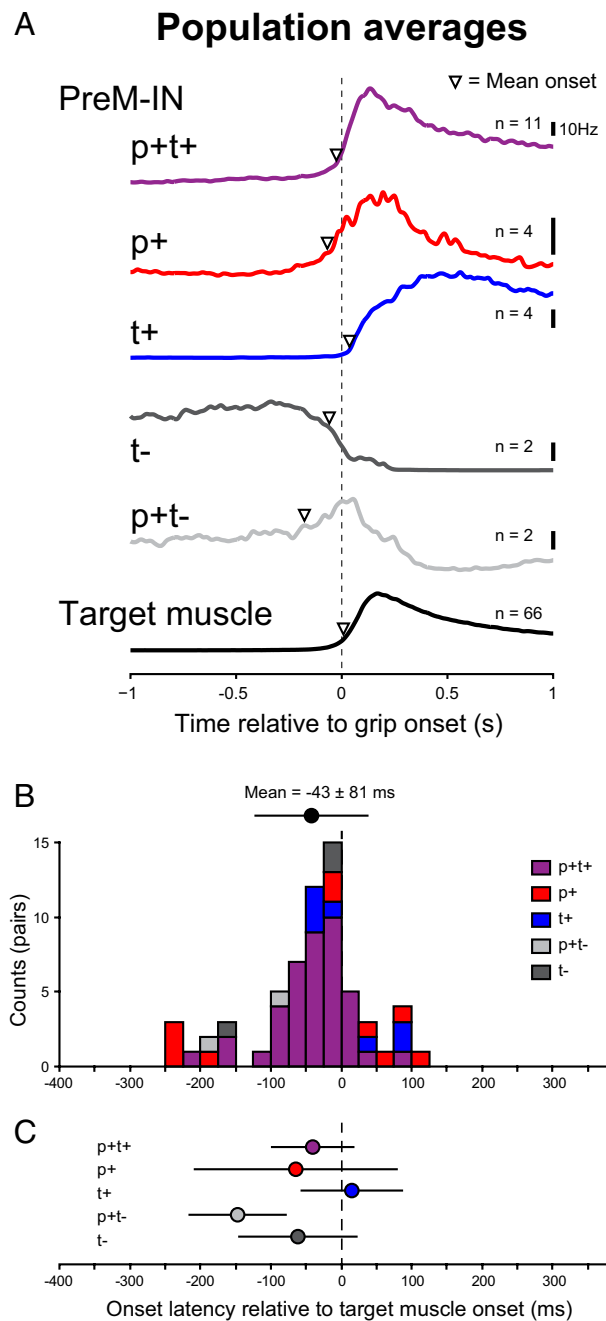 A Population averages
PreM-IN
▽ = Mean onset
p+t+
n = 11
10Hz
p+
n = 4
t+
n = 4
t-
n = 2
p+t-
n = 2
Target muscle
n = 66
−1 -0.5 0 0.5 1
Time relative to grip onset (s)
B
Mean = -43 ± 81 ms
Counts (pairs)
15
10
5
0
p+t+
p+
t+
p+t-
t-
-400 -300 -200 -100 0 100 200 300
C
p+t+
p+
t+
p+t-
t-
-400 -300 -200 -100 0 100 200 300
Onset latency relative to target muscle onset (ms)